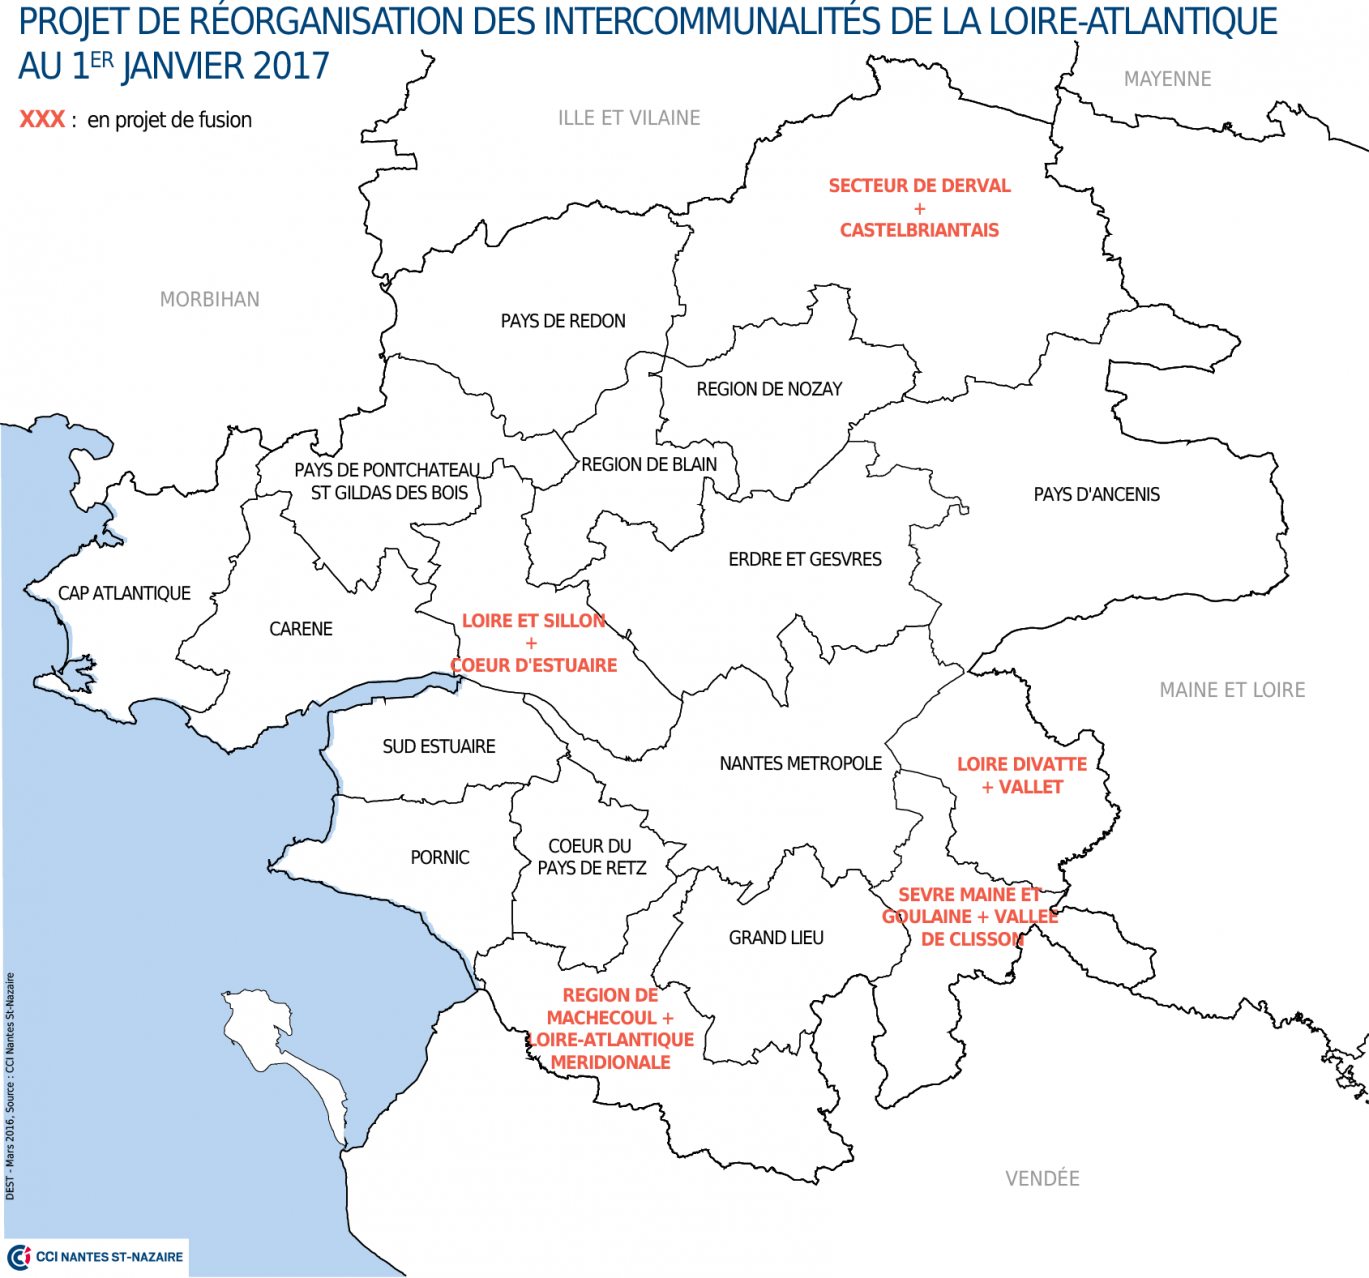 PROJET DE RÉORGANISATION DES INTERCOMMUNALITÉS DE LA LOIRE-ATLANTIQUE
AU 1ER JANVIER 2017
XXX : en projet de fusion
MAYENNE
ILLE ET VILAINE
SECTEUR DE DERVAL
+
CASTELBRIANTAIS
MORBIHAN
PAYS DE REDON
REGION DE NOZAY
PAYS DE PONTCHATEAU
ST GILDAS DES BOIS
REGION DE BLAIN
PAYS D'ANCENIS
ERDRE ET GESVRES
CAP ATLANTIQUE
CARENE
LOIRE ET SILLON
+
COEUR D'ESTUAIRE
MAINE ET LOIRE
SUD ESTUAIRE
NANTES METROPOLE
LOIRE DIVATTE
+ VALLET
PORNIC
COEUR DU
PAYS DE RETZ
SEVRE MAINE ET
GOULAINE + VALLEE
DE CLISSON
GRAND LIEU
REGION DE
MACHECOUL +
LOIRE-ATLANTIQUE
MERIDIONALE
VENDÉE
DEST - Mars 2016, Source : CCI Nantes St-Nazaire
CCI NANTES ST-NAZAIRE